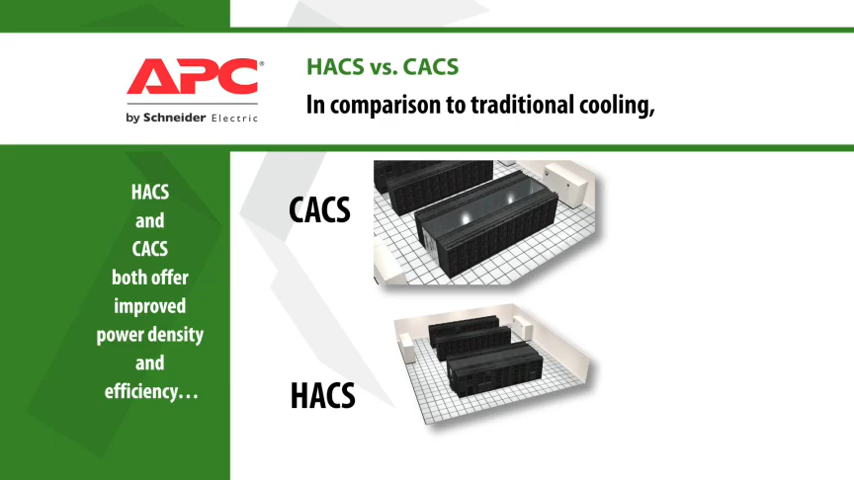 APC®
by Schneider Electric
HACS vs. CACS
In comparison to traditional cooling,
HACS
and
CACS
both offer
improved
power density
and
efficiency…
CACS
HACS